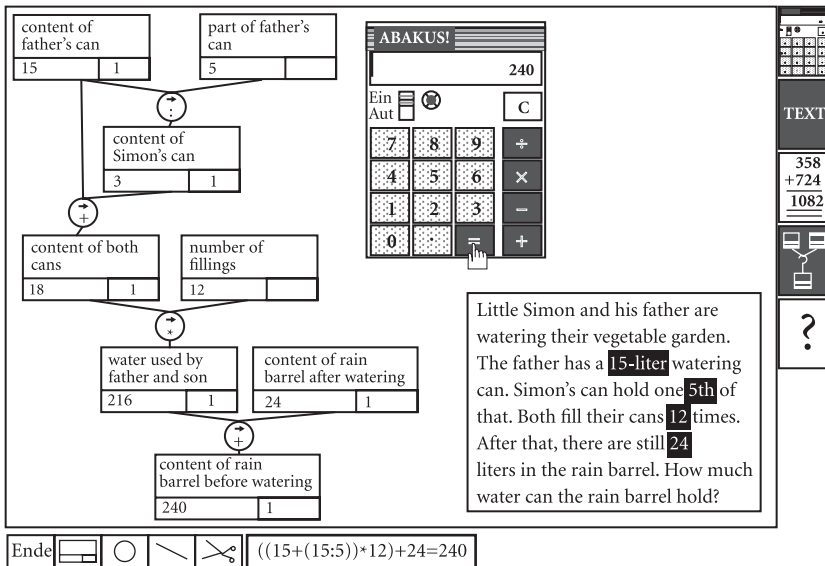 content of
father's can
15 1
part of father's
can
5
:
content of
Simon's can
3 1
+
content of both
cans
18 1
number of
fillings
12
*
water used by
father and son
216 1
content of rain
barrel after watering
24 1
+
content of rain
barrel before watering
240 1
ABAKUS!
240
Ein
Aut
C
7 8 9 ÷
4 5 6 ×
1 2 3 −
0 . = +
Little Simon and his father are
watering their vegetable garden.
The father has a 15-liter watering
can. Simon's can hold one 5th of
that. Both fill their cans 12 times.
After that, there are still 24
liters in the rain barrel. How much
water can the rain barrel hold?
TEXT
358
+724
1082
?
Ende
((15+(15:5))*12)+24=240